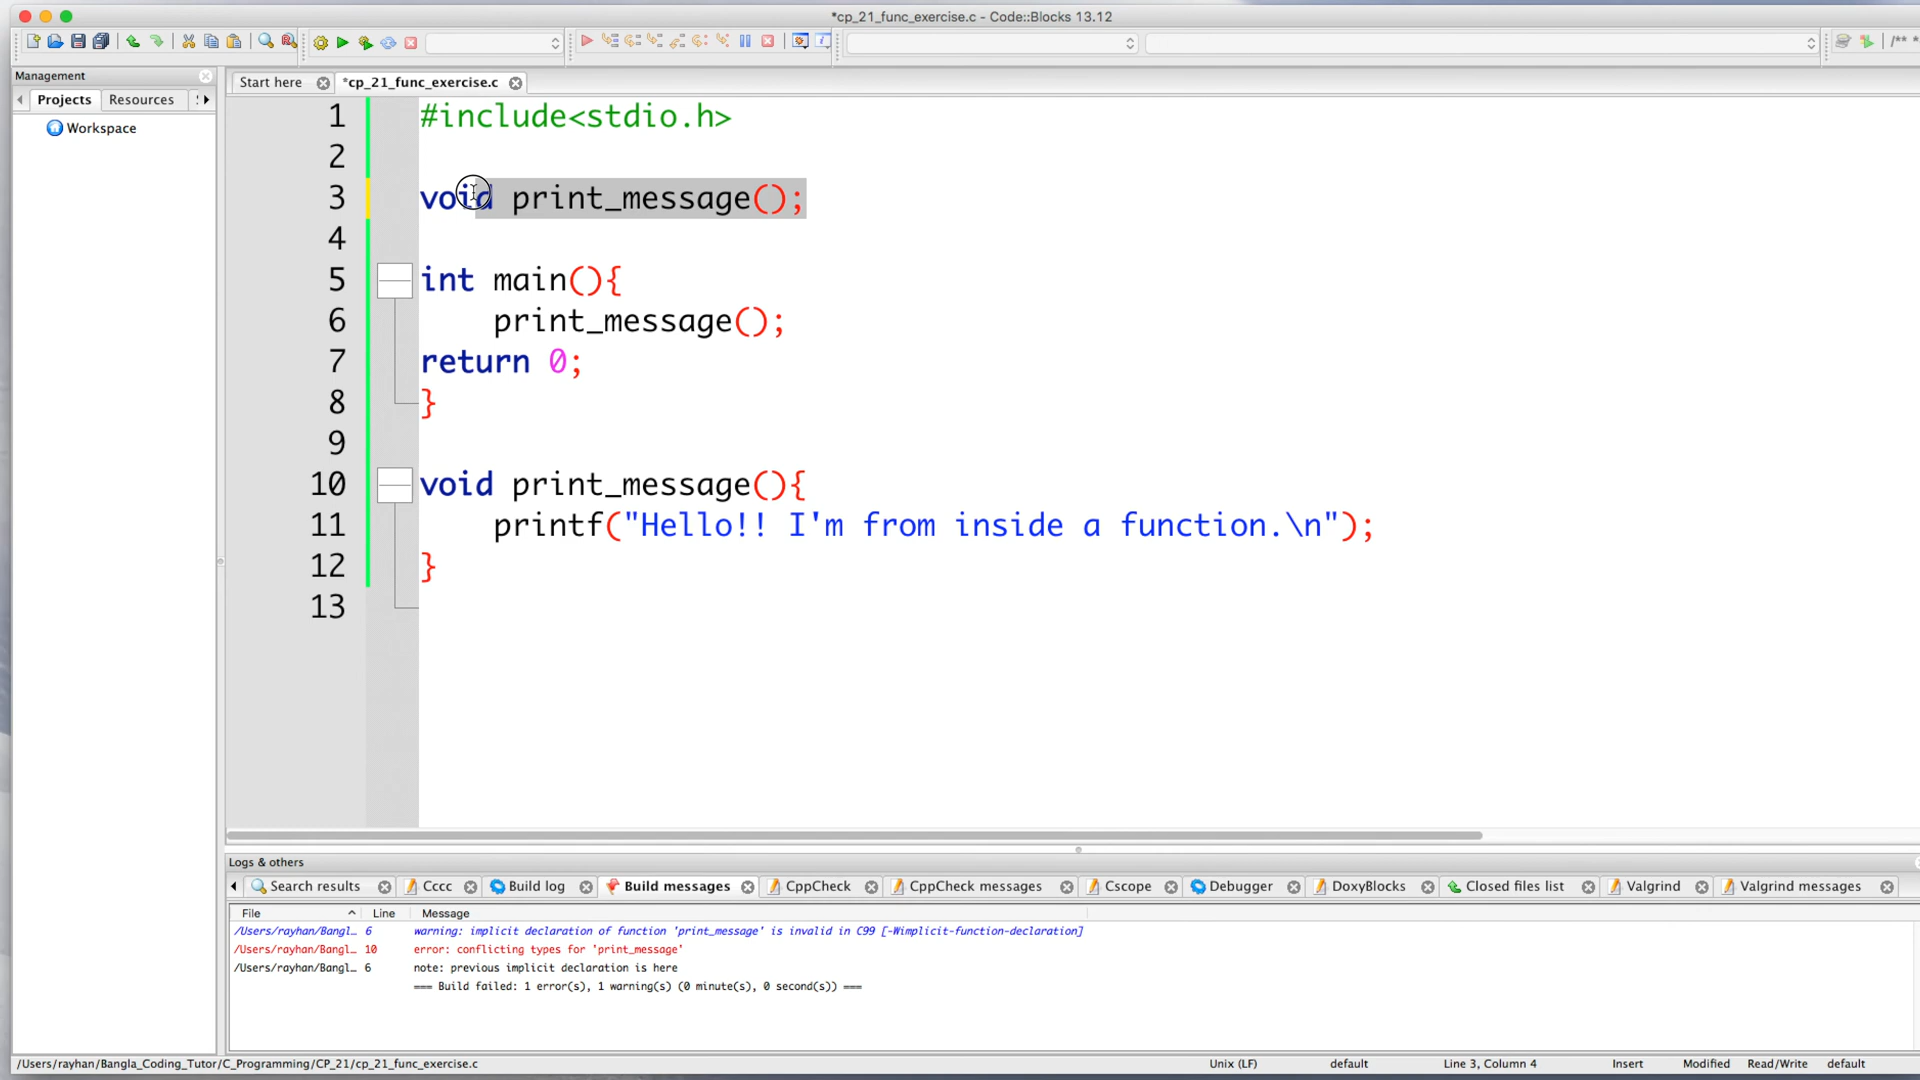 *cp_21_func_exercise.c - Code::Blocks 13.12
/** *
Management
Start here
*cp_21_func_exercise.c
Projects
Resources
Workspace
1 #include<stdio.h>
2
3 void print_message();
4
5 int main(){
6 print_message();
7 return 0;
8 }
9
10 void print_message(){
11 printf("Hello!! I'm from inside a function.\n");
12 }
13
Logs & others
Search results
Cccc
Build log
Build messages
CppCheck
CppCheck messages
Cscope
Debugger
DoxyBlocks
Closed files list
Valgrind
Valgrind messages
File Line Message
/Users/rayhan/Bangl… 6 warning: implicit declaration of function 'print_message' is invalid in C99 [-Wimplicit-function-declaration]
/Users/rayhan/Bangl… 10 error: conflicting types for 'print_message'
/Users/rayhan/Bangl… 6 note: previous implicit declaration is here
=== Build failed: 1 error(s), 1 warning(s) (0 minute(s), 0 second(s)) ===
/Users/rayhan/Bangla_Coding_Tutor/C_Programming/CP_21/cp_21_func_exercise.c
Unix (LF)
default
Line 3, Column 4
Insert
Modified
Read/Write
default